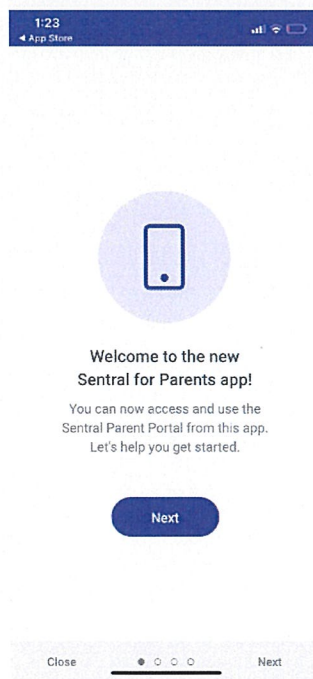 1:23
◀ App Store
Welcome to the new
Sentral for Parents app!
You can now access and use the
Sentral Parent Portal from this app.
Let's help you get started.
Next
Close
Next